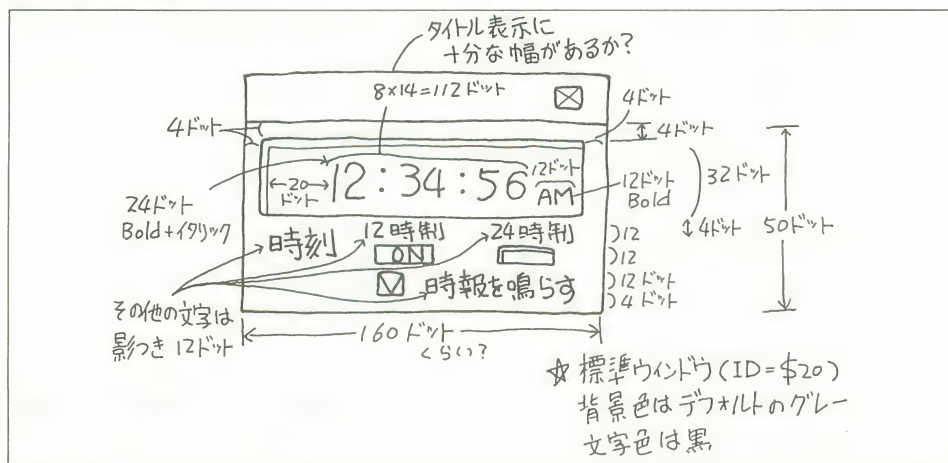 タイトル表示に
十分な幅があるか?
8×14=112ドット
4ドット
4ドット
4ドット
12:34:56
12ドット
AM
20
ドット
24ドット
Bold+イタリック
12ドット
Bold
32ドット
4ドット
50ドット
時刻
12時制
24時制
ON
時報を鳴らす
12
12
12ドット
4ドット
その他の文字は
影つき 12ドット
160ドット
くらい?
☆ 標準ウィンドウ(ID=$20)
背景色はデフォルトのグレー
文字色は黒